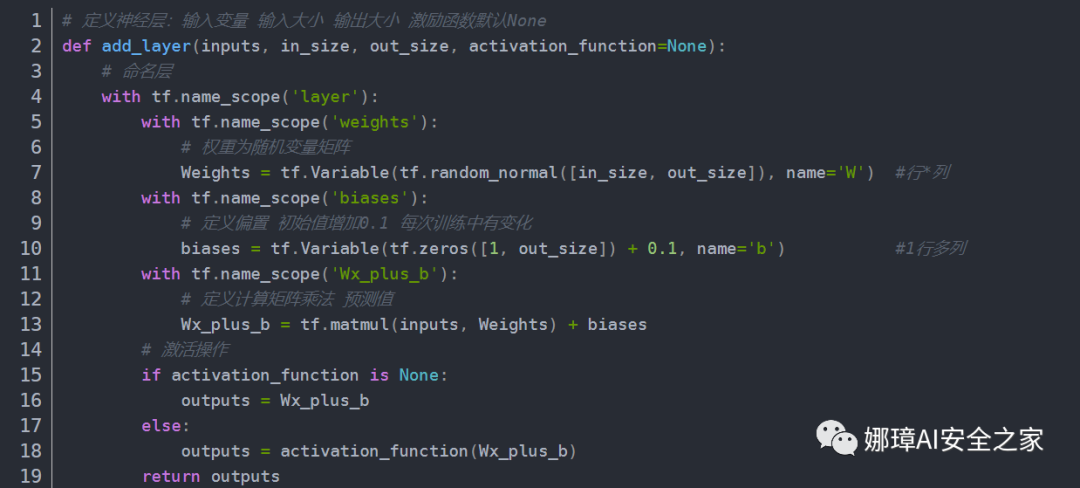 1 # 定义神经层：输入变量 输入大小 输出大小 激励函数默认None
2 def add_layer(inputs, in_size, out_size, activation_function=None):
3     # 命名层
4     with tf.name_scope('layer'):
5         with tf.name_scope('weights'):
6             # 权重为随机变量矩阵
7             Weights = tf.Variable(tf.random_normal([in_size, out_size]), name='W')  #行*列
8         with tf.name_scope('biases'):
9             # 定义偏置 初始值增加0.1 每次训练中有变化
10             biases = tf.Variable(tf.zeros([1, out_size]) + 0.1, name='b')           #1行多列
11         with tf.name_scope('Wx_plus_b'):
12             # 定义计算矩阵乘法 预测值
13             Wx_plus_b = tf.matmul(inputs, Weights) + biases
14         # 激活操作
15         if activation_function is None:
16             outputs = Wx_plus_b
17         else:
18             outputs = activation_function(Wx_plus_b)
19         return outputs
娜璋AI安全之家